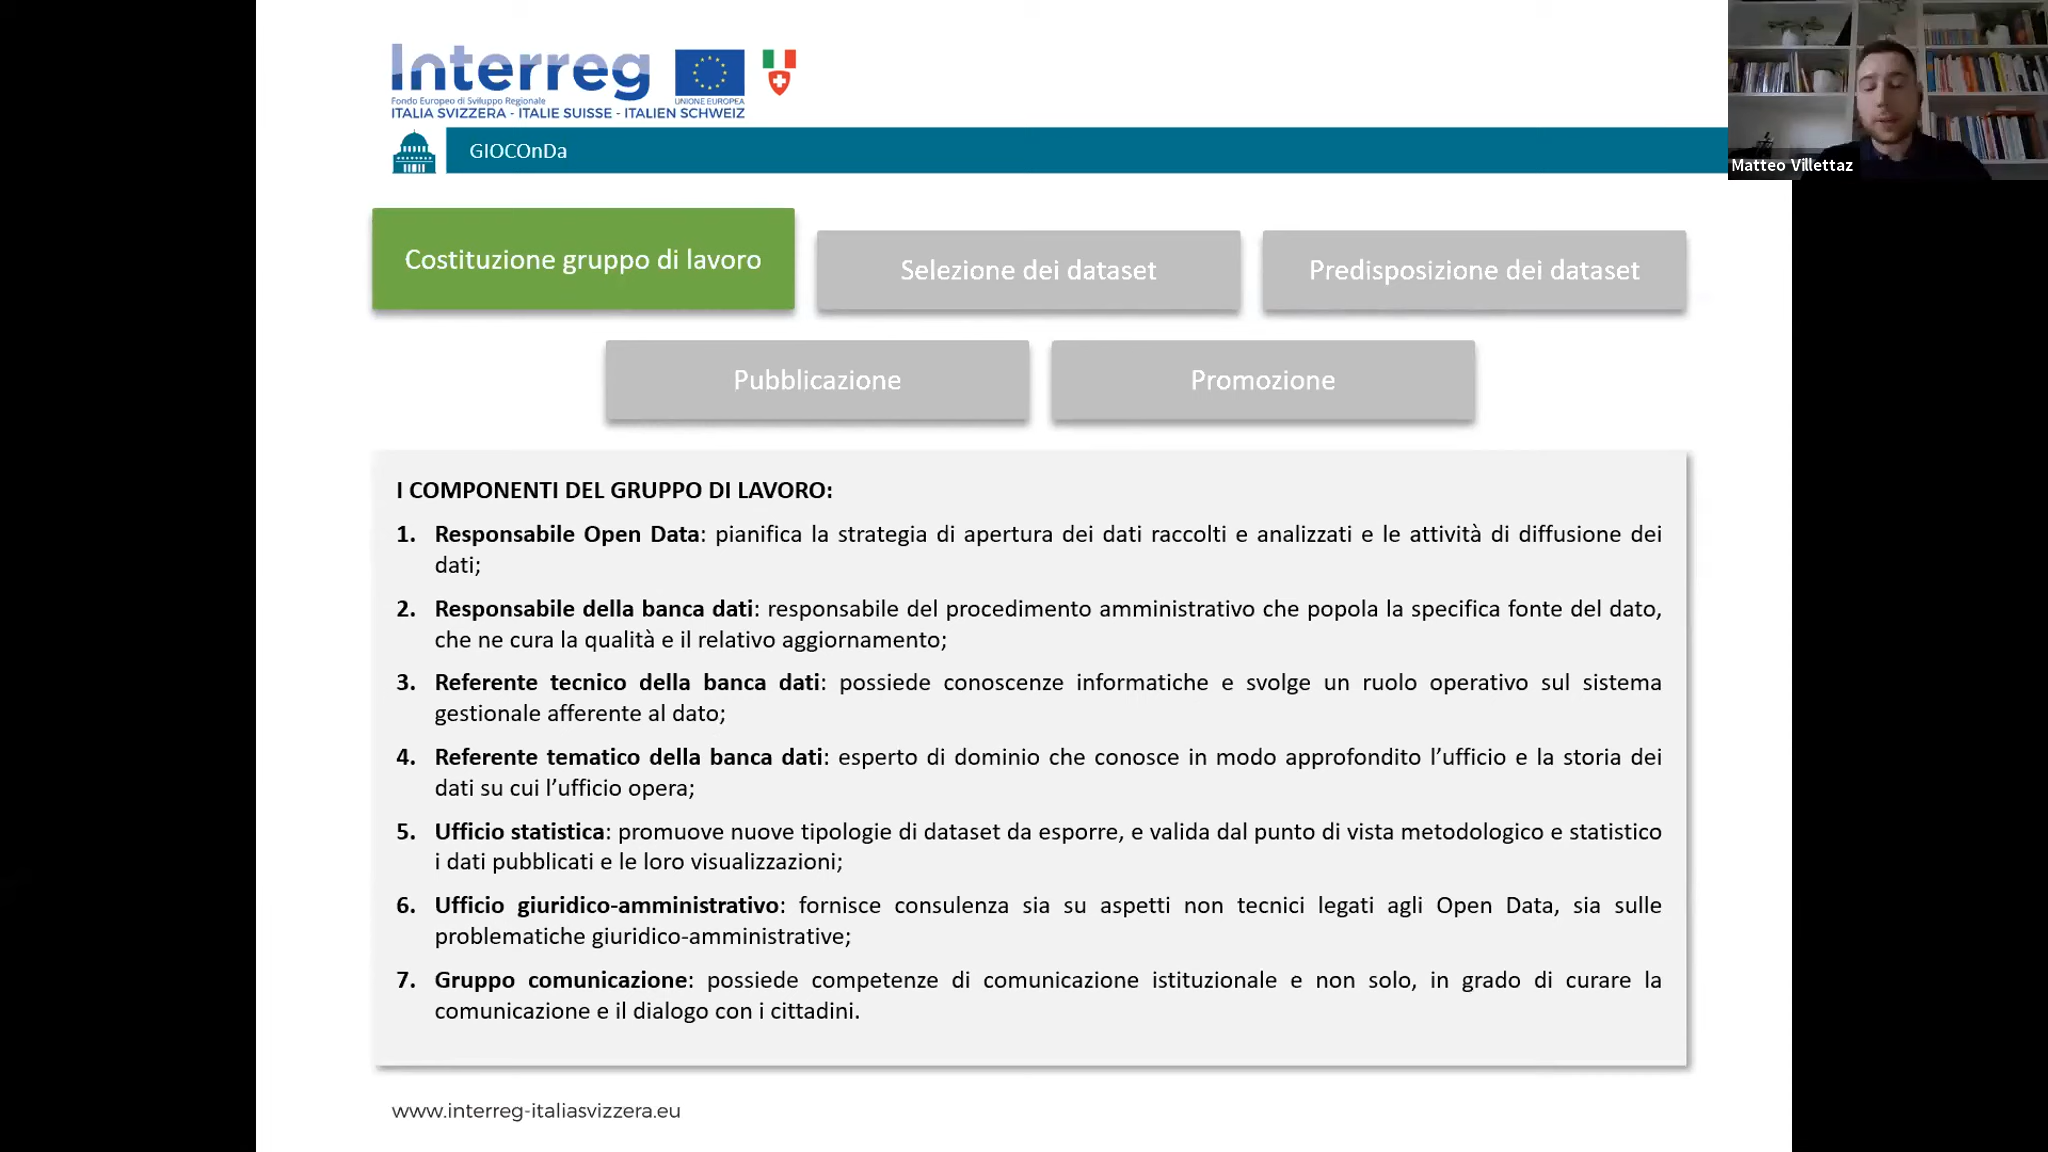 Interreg
Fondo Europeo di Sviluppo Regionale
UNIONE EUROPEA
ITALIA SVIZZERA - ITALIE SUISSE - ITALIEN SCHWEIZ
GIOCOnDa
Matteo Villettaz
Costituzione gruppo di lavoro
Selezione dei dataset
Predisposizione dei dataset
Pubblicazione
Promozione
I COMPONENTI DEL GRUPPO DI LAVORO:
1. Responsabile Open Data: pianifica la strategia di apertura dei dati raccolti e analizzati e le attività di diffusione dei
dati;
2. Responsabile della banca dati: responsabile del procedimento amministrativo che popola la specifica fonte del dato,
che ne cura la qualità e il relativo aggiornamento;
3. Referente tecnico della banca dati: possiede conoscenze informatiche e svolge un ruolo operativo sul sistema
gestionale afferente al dato;
4. Referente tematico della banca dati: esperto di dominio che conosce in modo approfondito l’ufficio e la storia dei
dati su cui l’ufficio opera;
5. Ufficio statistica: promuove nuove tipologie di dataset da esporre, e valida dal punto di vista metodologico e statistico
i dati pubblicati e le loro visualizzazioni;
6. Ufficio giuridico-amministrativo: fornisce consulenza sia su aspetti non tecnici legati agli Open Data, sia sulle
problematiche giuridico-amministrative;
7. Gruppo comunicazione: possiede competenze di comunicazione istituzionale e non solo, in grado di curare la
comunicazione e il dialogo con i cittadini.
www.interreg-italiasvizzera.eu